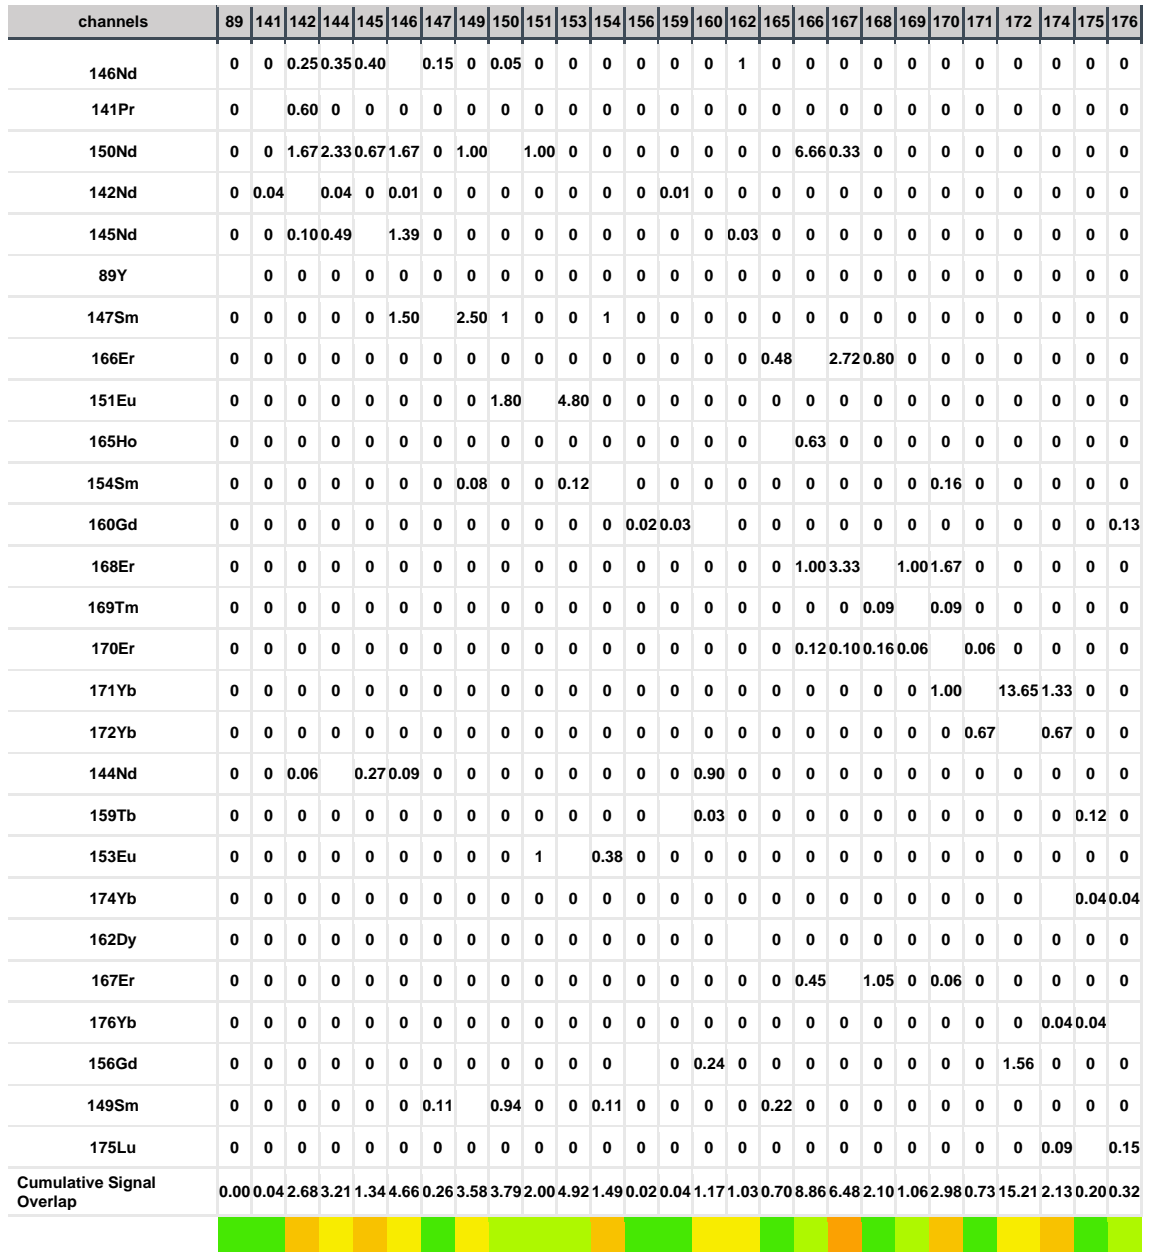 channels 89 141 142 144 145 146 147 149 150 151 153 154 156 159 160 162 165 166 167 168 169 170 171 172 174 175 176
146Nd 0 0 0.25 0.35 0.40 0.15 0 0.05 0 0 0 0 0 0 1 0 0 0 0 0 0 0 0 0 0 0
141Pr 0 0.60 0 0 0 0 0 0 0 0 0 0 0 0 0 0 0 0 0 0 0 0 0 0 0 0
150Nd 0 0 1.67 2.33 0.67 1.67 0 1.00 1.00 0 0 0 0 0 0 0 6.66 0.33 0 0 0 0 0 0 0 0
142Nd 0 0.04 0.04 0 0.01 0 0 0 0 0 0 0 0.01 0 0 0 0 0 0 0 0 0 0 0 0 0
145Nd 0 0 0.10 0.49 1.39 0 0 0 0 0 0 0 0 0 0.03 0 0 0 0 0 0 0 0 0 0 0
89Y 0 0 0 0 0 0 0 0 0 0 0 0 0 0 0 0 0 0 0 0 0 0 0 0 0 0
147Sm 0 0 0 0 0 1.50 2.50 1 0 0 1 0 0 0 0 0 0 0 0 0 0 0 0 0 0 0
166Er 0 0 0 0 0 0 0 0 0 0 0 0 0 0 0 0 0.48 2.72 0.80 0 0 0 0 0 0 0
151Eu 0 0 0 0 0 0 0 0 1.80 4.80 0 0 0 0 0 0 0 0 0 0 0 0 0 0 0 0
165Ho 0 0 0 0 0 0 0 0 0 0 0 0 0 0 0 0 0.63 0 0 0 0 0 0 0 0 0
154Sm 0 0 0 0 0 0 0 0.08 0 0 0.12 0 0 0 0 0 0 0 0 0 0.16 0 0 0 0 0
160Gd 0 0 0 0 0 0 0 0 0 0 0 0 0.02 0.03 0 0 0 0 0 0 0 0 0 0 0 0.13
168Er 0 0 0 0 0 0 0 0 0 0 0 0 0 0 0 0 0 1.00 3.33 1.00 1.67 0 0 0 0 0
169Tm 0 0 0 0 0 0 0 0 0 0 0 0 0 0 0 0 0 0 0 0.09 0.09 0 0 0 0 0
170Er 0 0 0 0 0 0 0 0 0 0 0 0 0 0 0 0 0 0.12 0.10 0.16 0.06 0.06 0 0 0 0
171Yb 0 0 0 0 0 0 0 0 0 0 0 0 0 0 0 0 0 0 0 0 0 1.00 13.65 1.33 0 0
172Yb 0 0 0 0 0 0 0 0 0 0 0 0 0 0 0 0 0 0 0 0 0 0 0.67 0.67 0 0
144Nd 0 0 0.06 0.27 0.09 0 0 0 0 0 0 0 0 0.90 0 0 0 0 0 0 0 0 0 0 0 0
159Tb 0 0 0 0 0 0 0 0 0 0 0 0 0 0.03 0 0 0 0 0 0 0 0 0 0 0.12 0
153Eu 0 0 0 0 0 0 0 0 0 1 0.38 0 0 0 0 0 0 0 0 0 0 0 0 0 0 0
174Yb 0 0 0 0 0 0 0 0 0 0 0 0 0 0 0 0 0 0 0 0 0 0 0 0 0.04 0.04
162Dy 0 0 0 0 0 0 0 0 0 0 0 0 0 0 0 0 0 0 0 0 0 0 0 0 0 0
167Er 0 0 0 0 0 0 0 0 0 0 0 0 0 0 0 0 0 0.45 1.05 0 0.06 0 0 0 0 0
176Yb 0 0 0 0 0 0 0 0 0 0 0 0 0 0 0 0 0 0 0 0 0 0 0 0 0.04 0.04
156Gd 0 0 0 0 0 0 0 0 0 0 0 0 0 0.24 0 0 0 0 0 0 0 0 1.56 0 0 0
149Sm 0 0 0 0 0 0 0.11 0.94 0 0 0.11 0 0 0 0 0.22 0 0 0 0 0 0 0 0 0 0
175Lu 0 0 0 0 0 0 0 0 0 0 0 0 0 0 0 0 0 0 0 0 0 0 0 0 0.09 0.15
Cumulative Signal
Overlap 0.00 0.04 2.68 3.21 1.34 4.66 0.26 3.58 3.79 2.00 4.92 1.49 0.02 0.04 1.17 1.03 0.70 8.86 6.48 2.10 1.06 2.98 0.73 15.21 2.13 0.20 0.32